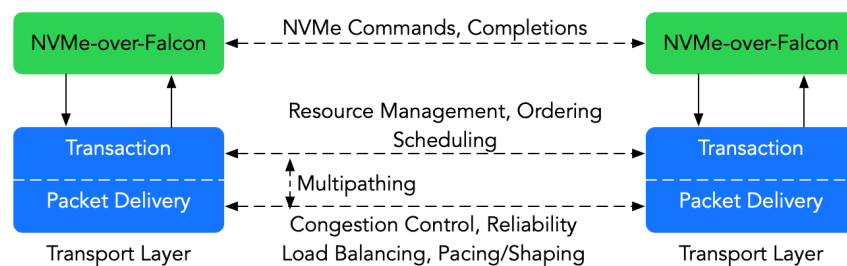 NVMe-over-Falcon
NVMe Commands, Completions
NVMe-over-Falcon
Resource Management, Ordering
Scheduling
Transaction
Transaction
Multipathing
Packet Delivery
Packet Delivery
Congestion Control, Reliability
Load Balancing, Pacing/Shaping
Transport Layer
Transport Layer